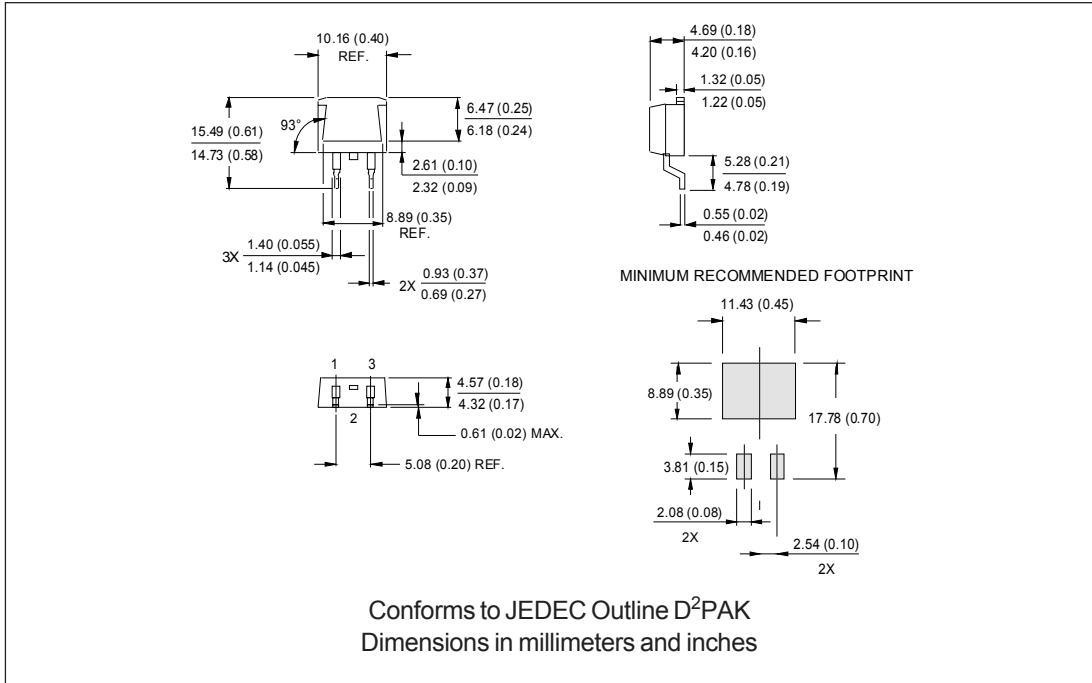 10.16 (0.40)
REF.
15.49 (0.61)
14.73 (0.58)
93°
6.47 (0.25)
6.18 (0.24)
2.61 (0.10)
2.32 (0.09)
8.89 (0.35)
REF.
3X 1.40 (0.055)
1.14 (0.045)
2X 0.93 (0.37)
0.69 (0.27)
4.69 (0.18)
4.20 (0.16)
1.32 (0.05)
1.22 (0.05)
5.28 (0.21)
4.78 (0.19)
0.55 (0.02)
0.46 (0.02)
1 3
2
4.57 (0.18)
4.32 (0.17)
0.61 (0.02) MAX.
5.08 (0.20) REF.
MINIMUM RECOMMENDED FOOTPRINT
11.43 (0.45)
8.89 (0.35)
17.78 (0.70)
3.81 (0.15)
2.08 (0.08)
2X
2.54 (0.10)
2X
Conforms to JEDEC Outline D²PAK
Dimensions in millimeters and inches